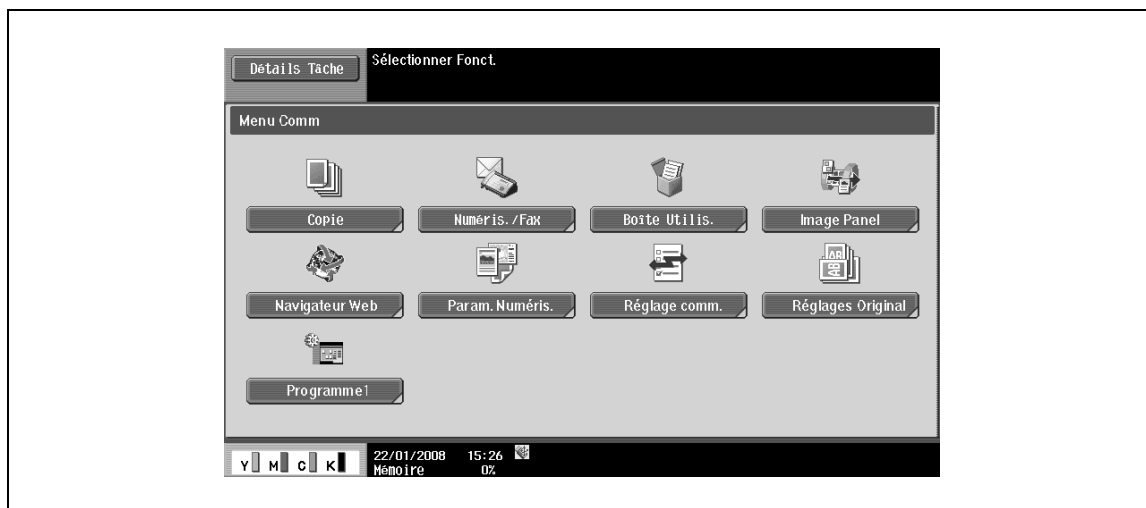 Détails Tâche
Sélectionner Fonct.
Menu Comm
Copie
Numéris./Fax
Boîte Utilis.
Image Panel
Navigateur Web
Param. Numéris.
Réglage comm.
Réglages Original
Programme1
Y M C K
22/01/2008 15:26
Mémoire 0%